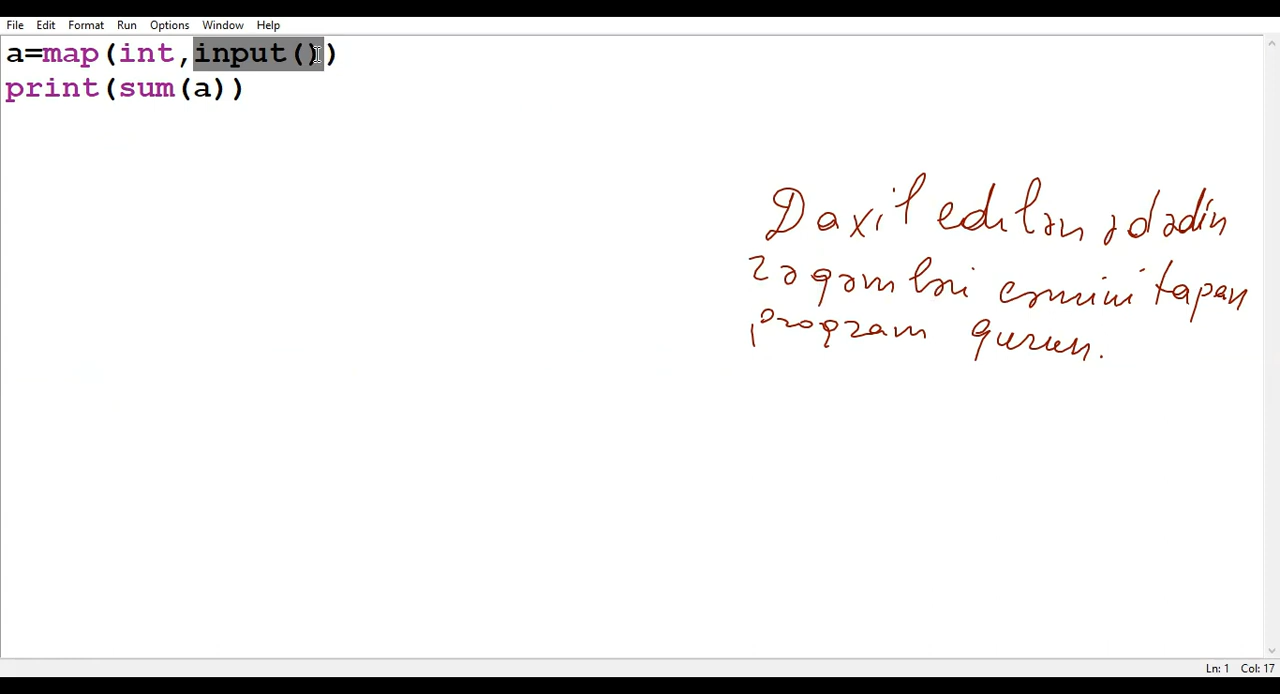 File Edit Format Run Options Window Help
a=map(int,input())
print(sum(a))
Daxil edilən ədədin
rəqəmləri cəmini tapan
proqram qurun.
Ln: 1 Col: 17